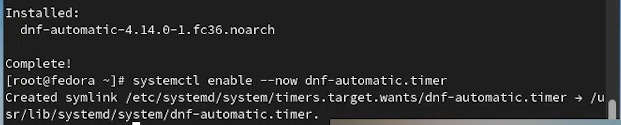 Installed:
  dnf-automatic-4.14.0-1.fc36.noarch
Complete!
[root@fedora ~]# systemctl enable --now dnf-automatic.timer
Created symlink /etc/systemd/system/timers.target.wants/dnf-automatic.timer → /u
sr/lib/systemd/system/dnf-automatic.timer.